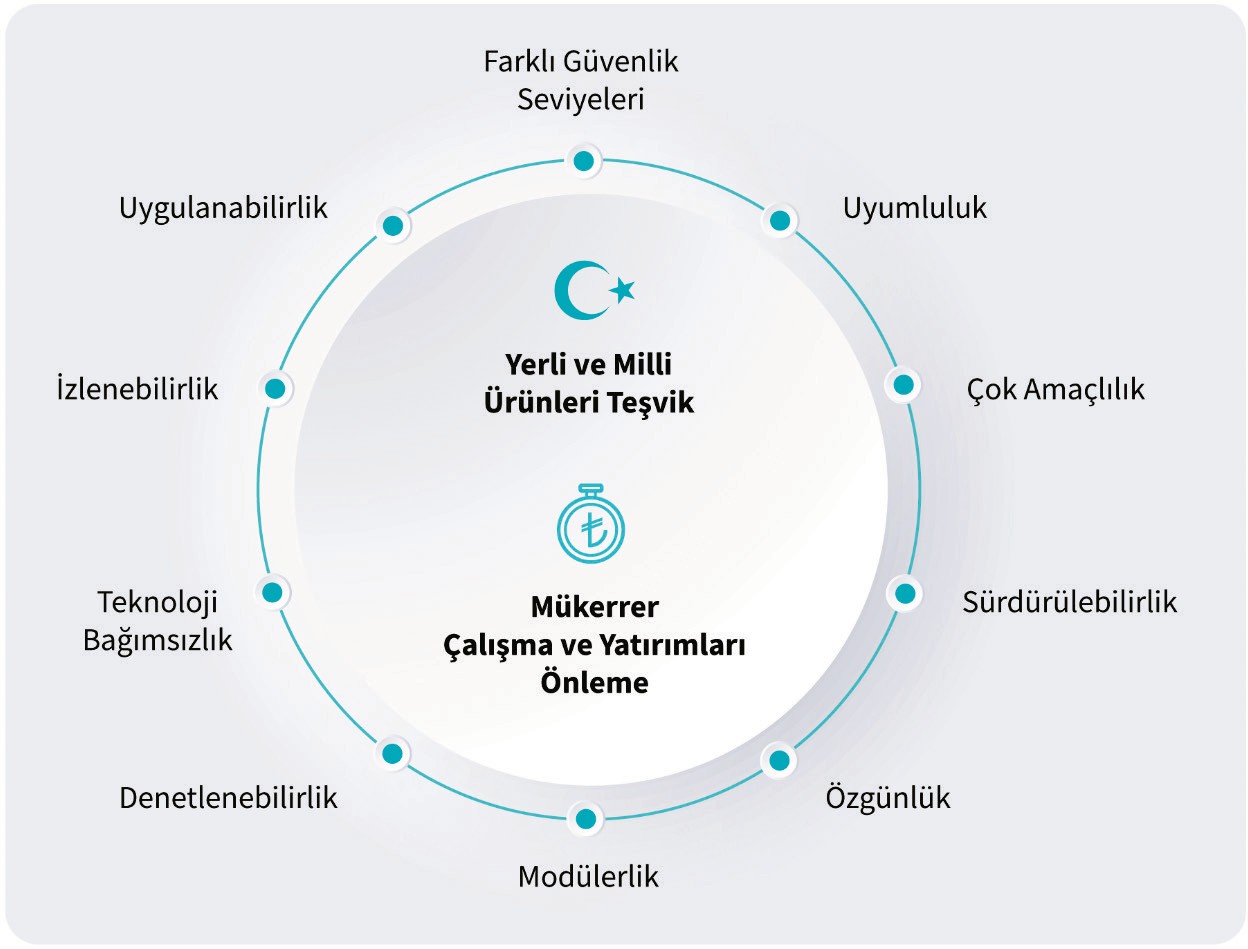 Farklı Güvenlik
Seviyeleri
Uygulanabilirlik
Uyumluluk
Yerli ve Milli
Ürünleri Teşvik
İzlenebilirlik
Çok Amaçlılık
Teknoloji
Bağımsızlık
Sürdürülebilirlik
Mükerrer
Çalışma ve Yatırımları
Önleme
Denetlenebilirlik
Özgünlük
Modülerlik